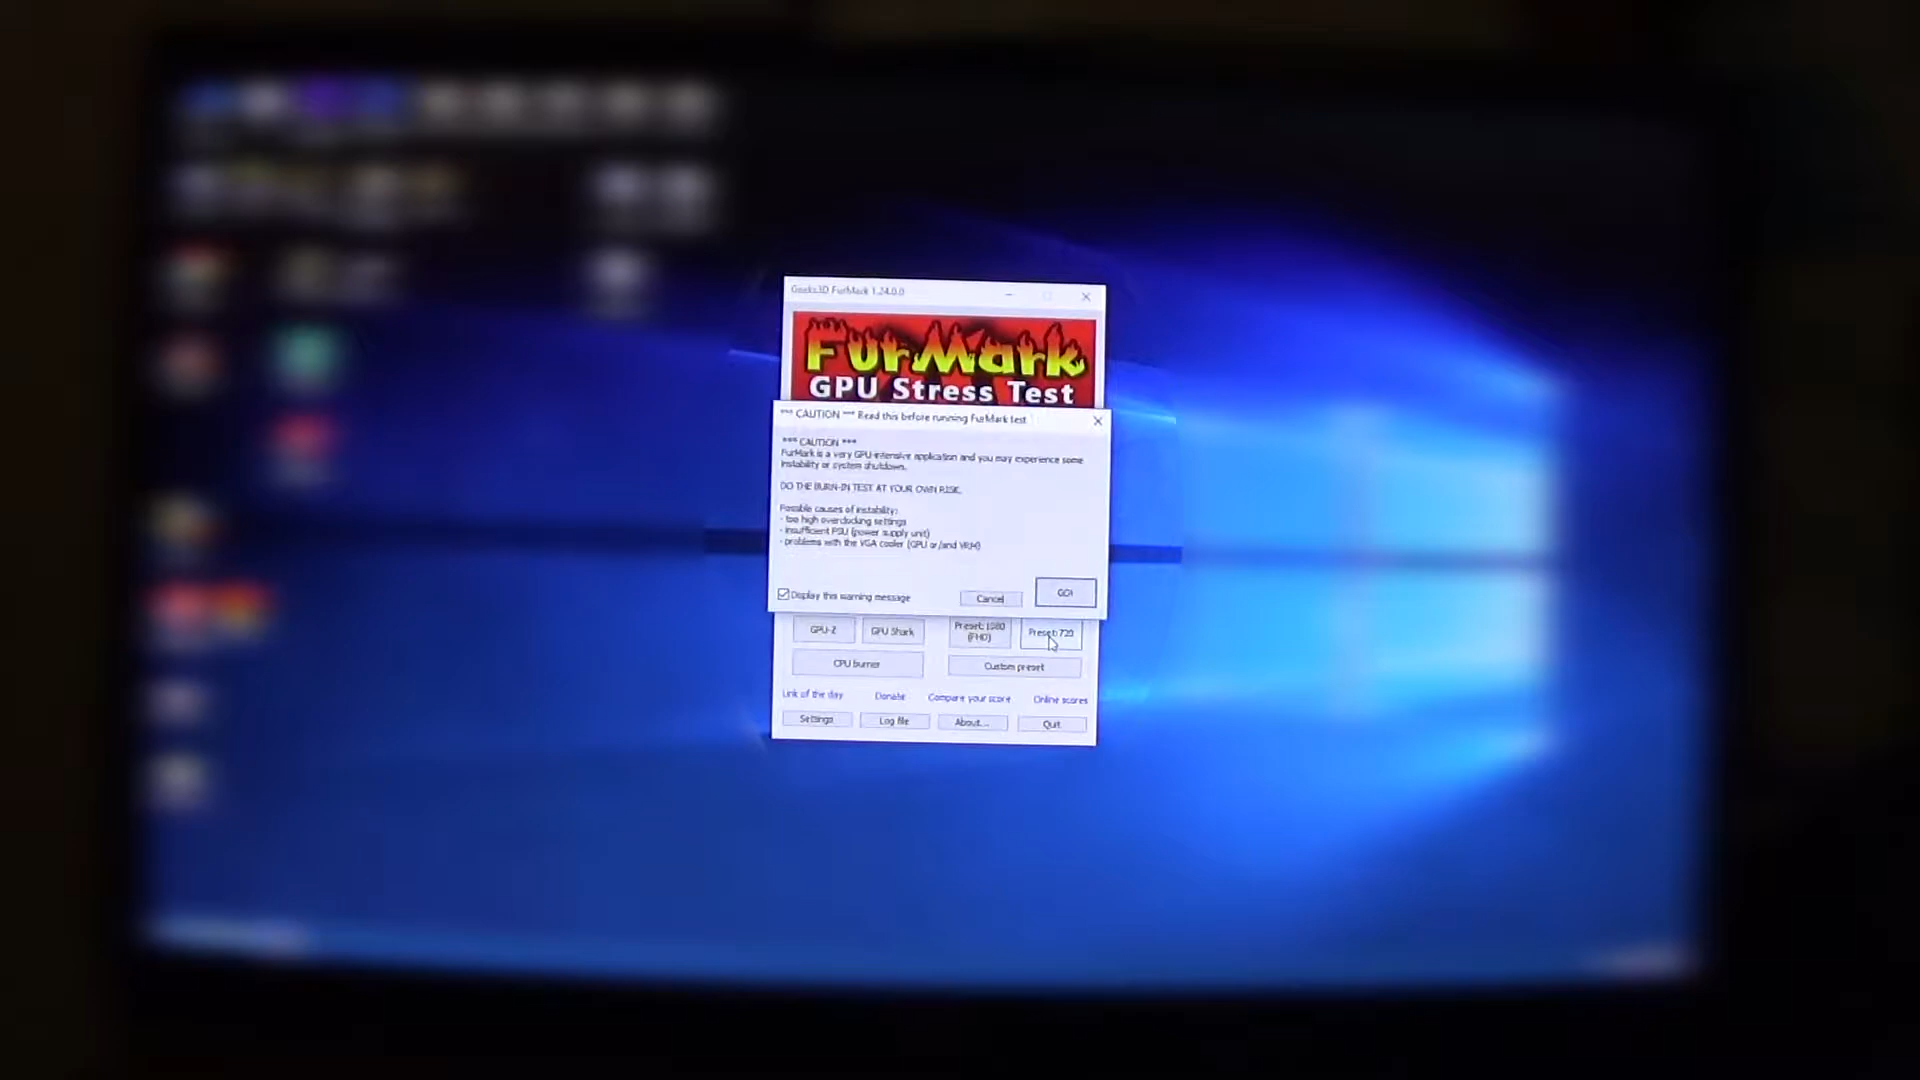 Geeks3D FurMark 1.24.0.0
FurMark
GPU Stress Test
*** CAUTION *** Read this before running FurMark test
*** CAUTION ***
FurMark is a very GPU-intensive application and you may experience some
instability or system shutdown.
DO THE BURN-IN TEST AT YOUR OWN RISK.
Possible causes of instability:
- too high overclocking settings
- insufficient PSU (power supply unit)
- problems with the VGA cooler (GPU or/and VRM)
Display this warning message
Cancel
GO!
GPU-Z
GPU Shark
Preset: 1080
(FHD)
Preset: 720
CPU burner
Custom preset
Link of the day
Donate
Compare your score
Online scores
Settings
Log file
About...
Quit